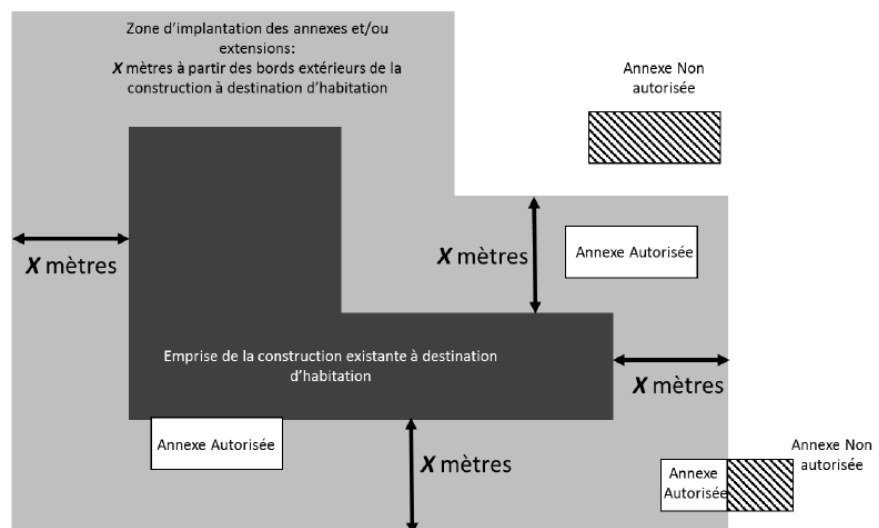 Zone d'implantation des annexes et/ou
extensions:
X mètres à partir des bords extérieurs de la
construction à destination d'habitation
Annexe Non
autorisée
X mètres
X mètres
Annexe Autorisée
Emprise de la construction existante à destination
d'habitation
X mètres
Annexe Autorisée
X mètres
Annexe Non
autorisée
Annexe
Autorisée